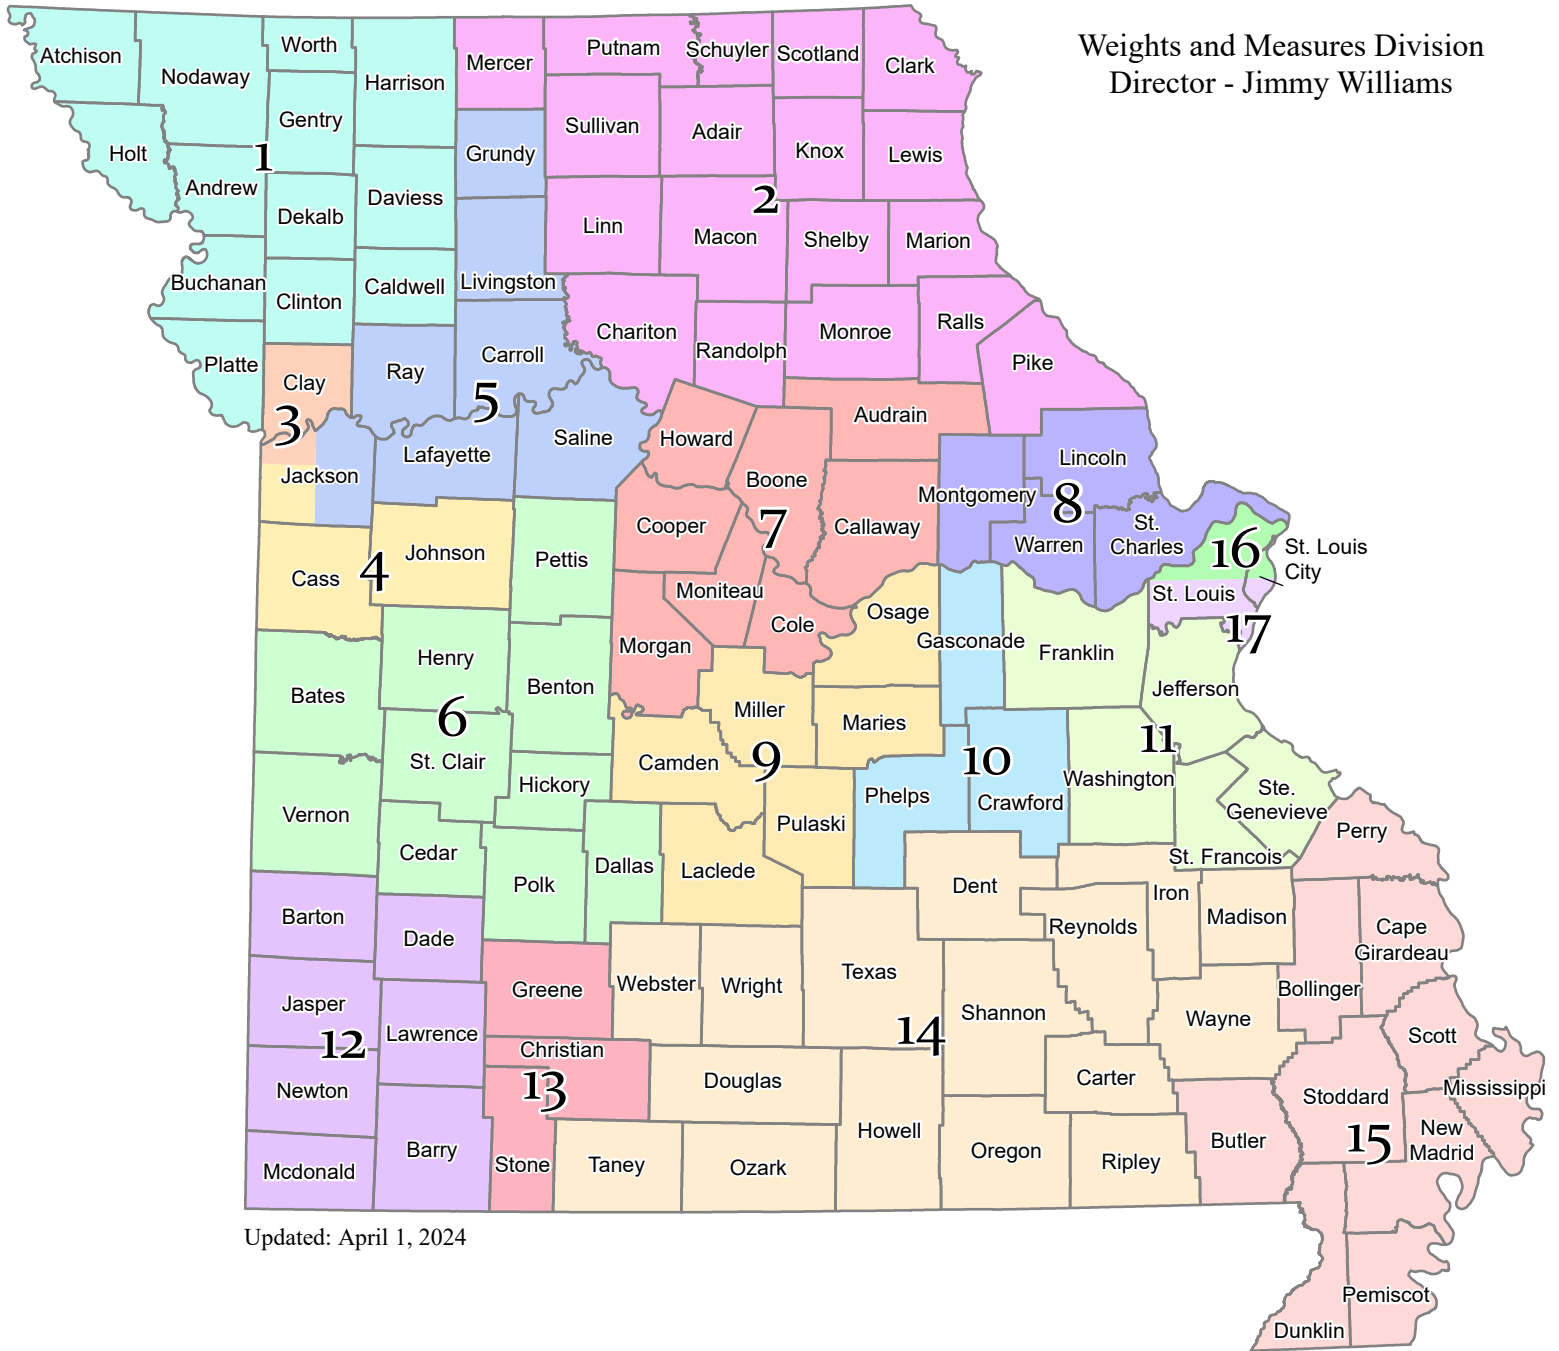 Weights and Measures Division
Director - Jimmy Williams
Atchison
Nodaway
Worth
Harrison
Mercer
Putnam
Schuyler
Scotland
Clark
Gentry
Sullivan
Adair
Holt
Grundy
Knox
Lewis
1
Andrew
Daviess
2
Dekalb
Linn
Macon
Shelby
Marion
Buchanan
Clinton
Caldwell
Livingston
Chariton
Randolph
Monroe
Ralls
Platte
Clay
Ray
Carroll
Pike
3
5
Audrain
Howard
Saline
Lafayette
Lincoln
Jackson
Boone
Montgomery
8
Cooper
7
Callaway
Warren
St.
Charles
16
St. Louis
City
Cass
4
Johnson
Pettis
Moniteau
St. Louis
Osage
Cole
17
Gasconade
Franklin
Morgan
Henry
Bates
Benton
Jefferson
6
Miller
Maries
11
St. Clair
Camden
9
10
Washington
Hickory
Phelps
Crawford
Ste.
Genevieve
Vernon
Pulaski
Perry
Cedar
Dallas
Laclede
St. Francois
Polk
Dent
Iron
Barton
Madison
Dade
Reynolds
Cape
Girardeau
Greene
Webster
Wright
Texas
Bollinger
Jasper
Lawrence
Shannon
Wayne
14
Scott
12
Christian
Newton
13
Douglas
Carter
Stoddard
Mississippi
Barry
Howell
Oregon
Butler
15
New
Madrid
Mcdonald
Stone
Taney
Ozark
Ripley
Updated: April 1, 2024
Pemiscot
Dunklin